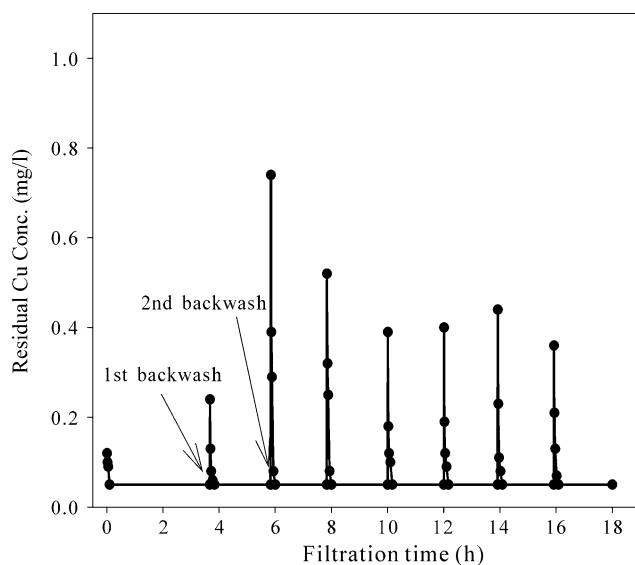 1.0
0.8
0.6
0.4
0.2
0.0
Residual Cu Conc. (mg/l)
2nd backwash
1st backwash
0 2 4 6 8 10 12 14 16 18
Filtration time (h)